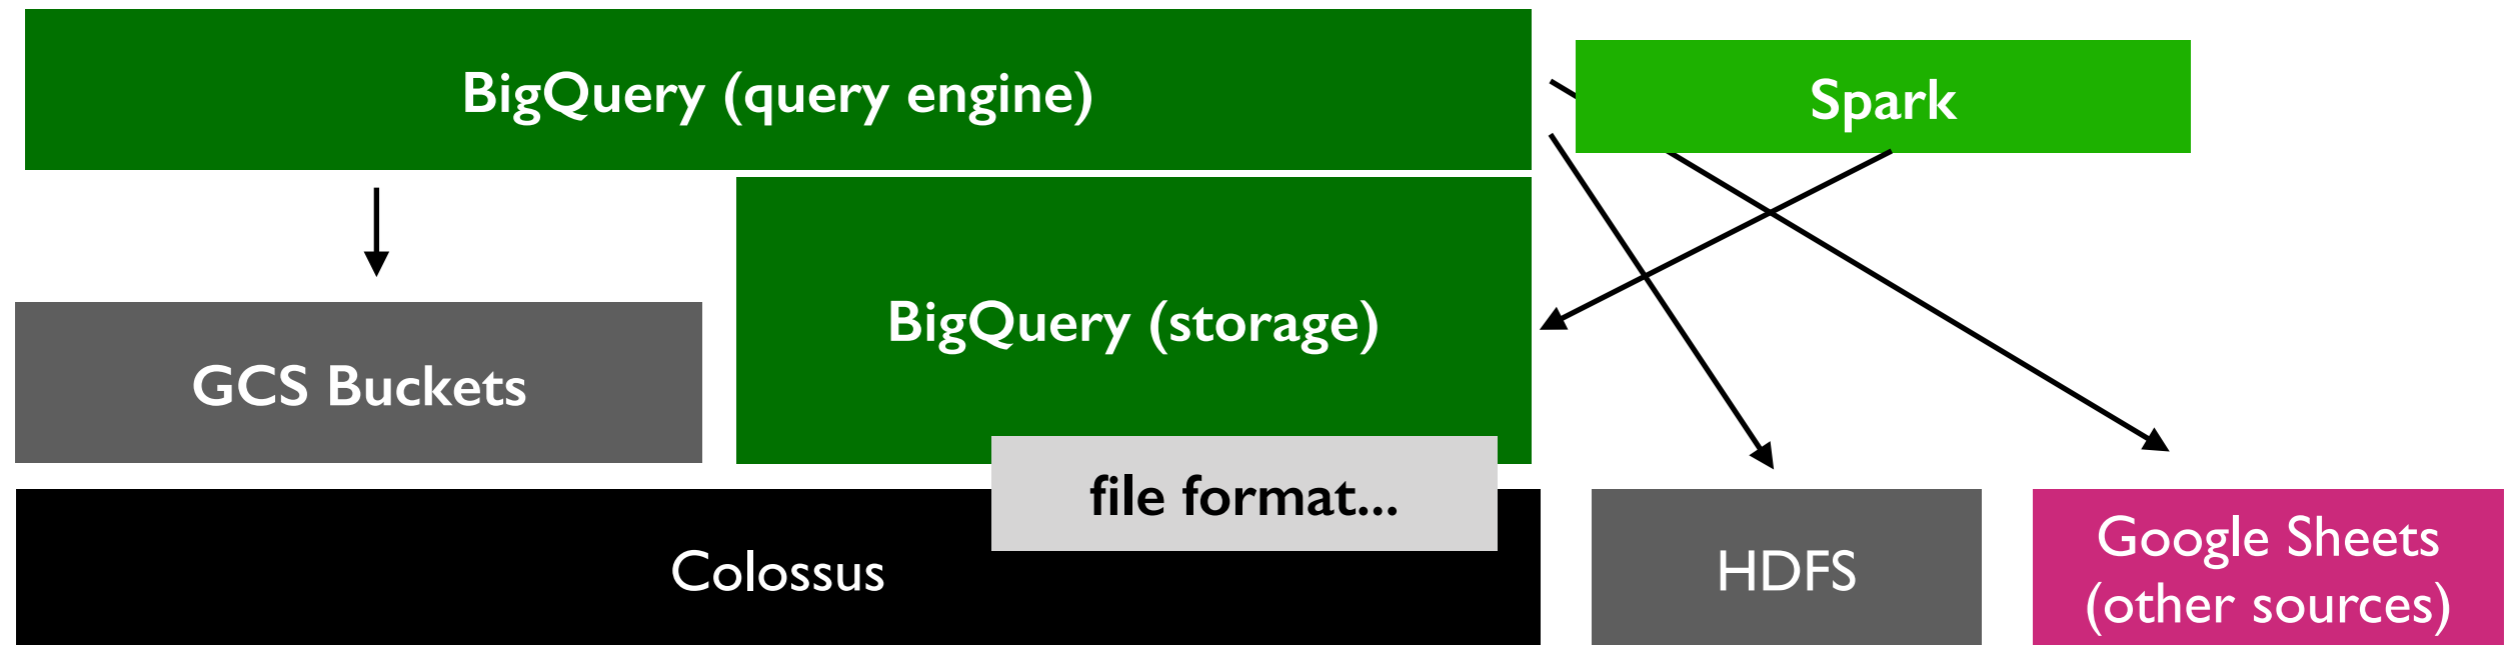 BigQuery (query engine)
Spark
BigQuery (storage)
GCS Buckets
file format...
Colossus
HDFS
Google Sheets
(other sources)